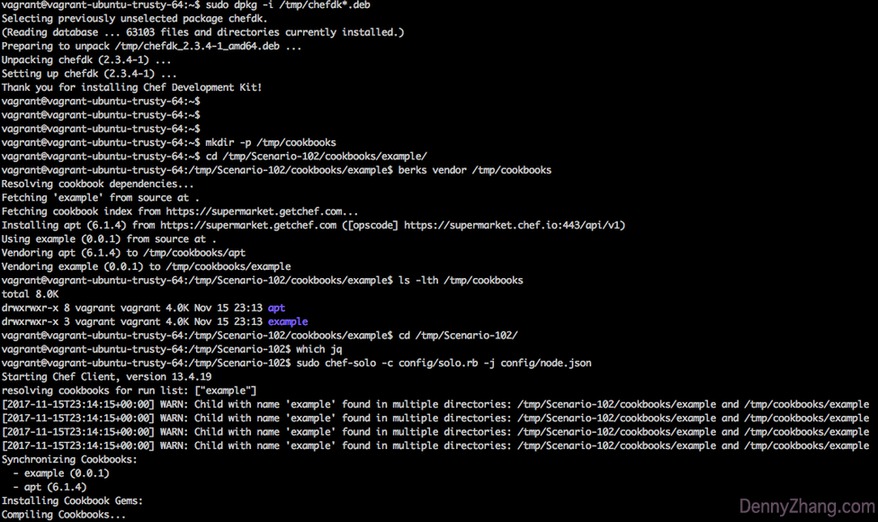 vagrant@vagrant-ubuntu-trusty-64:~$ sudo dpkg -i /tmp/chefdk*.deb
Selecting previously unselected package chefdk.
(Reading database ... 63103 files and directories currently installed.)
Preparing to unpack /tmp/chefdk_2.3.4-1_amd64.deb ...
Unpacking chefdk (2.3.4-1) ...
Setting up chefdk (2.3.4-1) ...
Thank you for installing Chef Development Kit!
vagrant@vagrant-ubuntu-trusty-64:~$
vagrant@vagrant-ubuntu-trusty-64:~$
vagrant@vagrant-ubuntu-trusty-64:~$
vagrant@vagrant-ubuntu-trusty-64:~$ mkdir -p /tmp/cookbooks
vagrant@vagrant-ubuntu-trusty-64:~$ cd /tmp/Scenario-102/cookbooks/example/
vagrant@vagrant-ubuntu-trusty-64:/tmp/Scenario-102/cookbooks/example$ berks vendor /tmp/cookbooks
Resolving cookbook dependencies...
Fetching 'example' from source at .
Fetching cookbook index from https://supermarket.getchef.com...
Installing apt (6.1.4) from https://supermarket.getchef.com ([opscode] https://supermarket.chef.io:443/api/v1)
Using example (0.0.1) from source at .
Vendoring apt (6.1.4) to /tmp/cookbooks/apt
Vendoring example (0.0.1) to /tmp/cookbooks/example
vagrant@vagrant-ubuntu-trusty-64:/tmp/Scenario-102/cookbooks/example$ ls -lth /tmp/cookbooks
total 8.0K
drwxrwxr-x 8 vagrant vagrant 4.0K Nov 15 23:13 apt
drwxrwxr-x 3 vagrant vagrant 4.0K Nov 15 23:13 example
vagrant@vagrant-ubuntu-trusty-64:/tmp/Scenario-102/cookbooks/example$ cd /tmp/Scenario-102/
vagrant@vagrant-ubuntu-trusty-64:/tmp/Scenario-102$ which jq
vagrant@vagrant-ubuntu-trusty-64:/tmp/Scenario-102$ sudo chef-solo -c config/solo.rb -j config/node.json
Starting Chef Client, version 13.4.19
resolving cookbooks for run list: ["example"]
[2017-11-15T23:14:15+00:00] WARN: Child with name 'example' found in multiple directories: /tmp/Scenario-102/cookbooks/example and /tmp/cookbooks/example
[2017-11-15T23:14:15+00:00] WARN: Child with name 'example' found in multiple directories: /tmp/Scenario-102/cookbooks/example and /tmp/cookbooks/example
[2017-11-15T23:14:15+00:00] WARN: Child with name 'example' found in multiple directories: /tmp/Scenario-102/cookbooks/example and /tmp/cookbooks/example
[2017-11-15T23:14:15+00:00] WARN: Child with name 'example' found in multiple directories: /tmp/Scenario-102/cookbooks/example and /tmp/cookbooks/example
Synchronizing Cookbooks:
  - example (0.0.1)
  - apt (6.1.4)
Installing Cookbook Gems:
Compiling Cookbooks...
DennyZhang.com